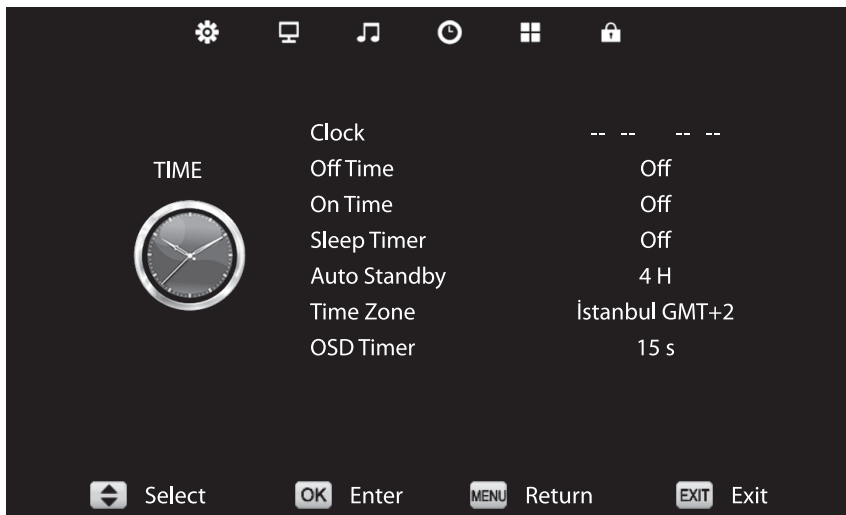 TIME
Clock -- -- -- --
Off Time Off
On Time Off
Sleep Timer Off
Auto Standby 4 H
Time Zone İstanbul GMT+2
OSD Timer 15 s
Select OK Enter MENU Return EXIT Exit